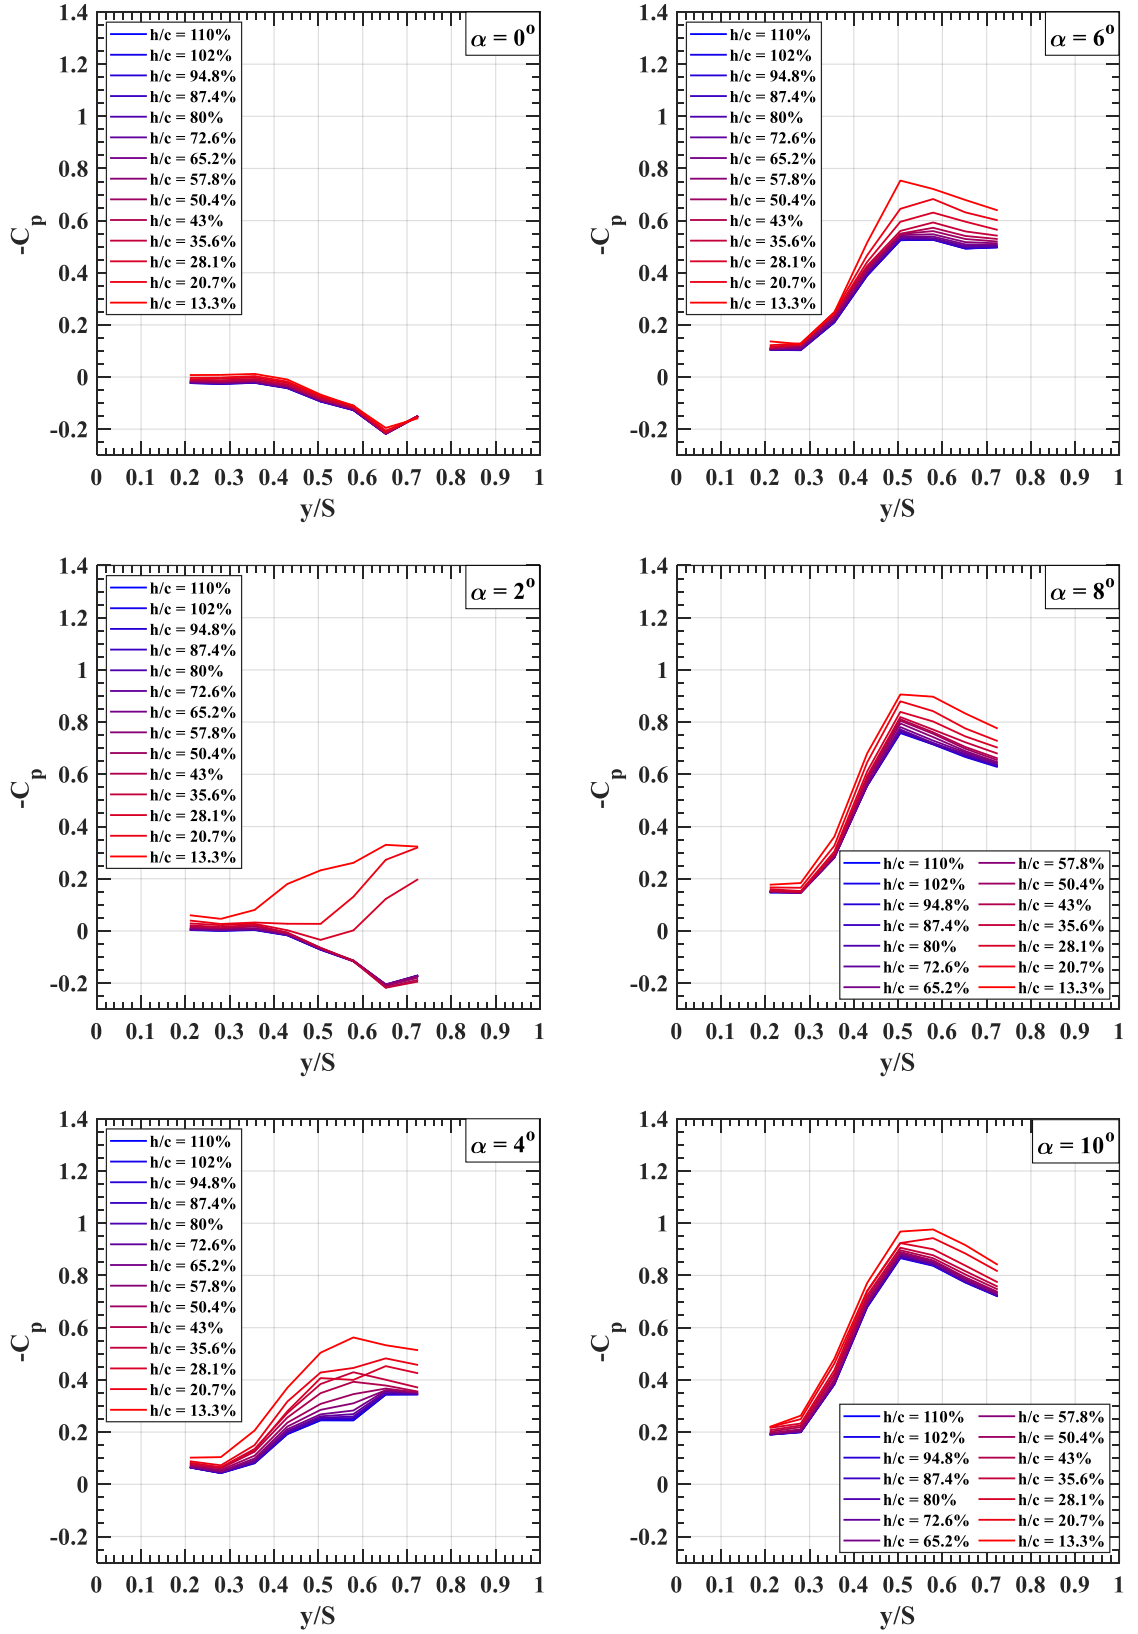 1.4
1.2
1
0.8
0.6
0.4
0.2
0
-0.2
-Cp
h/c = 110%
h/c = 102%
h/c = 94.8%
h/c = 87.4%
h/c = 80%
h/c = 72.6%
h/c = 65.2%
h/c = 57.8%
h/c = 50.4%
h/c = 43%
h/c = 35.6%
h/c = 28.1%
h/c = 20.7%
h/c = 13.3%
α = 0°
0 0.1 0.2 0.3 0.4 0.5 0.6 0.7 0.8 0.9 1
y/S
1.4
1.2
1
0.8
0.6
0.4
0.2
0
-0.2
-Cp
h/c = 110%
h/c = 102%
h/c = 94.8%
h/c = 87.4%
h/c = 80%
h/c = 72.6%
h/c = 65.2%
h/c = 57.8%
h/c = 50.4%
h/c = 43%
h/c = 35.6%
h/c = 28.1%
h/c = 20.7%
h/c = 13.3%
α = 6°
0 0.1 0.2 0.3 0.4 0.5 0.6 0.7 0.8 0.9 1
y/S
1.4
1.2
1
0.8
0.6
0.4
0.2
0
-0.2
-Cp
h/c = 110%
h/c = 102%
h/c = 94.8%
h/c = 87.4%
h/c = 80%
h/c = 72.6%
h/c = 65.2%
h/c = 57.8%
h/c = 50.4%
h/c = 43%
h/c = 35.6%
h/c = 28.1%
h/c = 20.7%
h/c = 13.3%
α = 2°
0 0.1 0.2 0.3 0.4 0.5 0.6 0.7 0.8 0.9 1
y/S
1.4
1.2
1
0.8
0.6
0.4
0.2
0
-0.2
-Cp
α = 8°
h/c = 110%
h/c = 102%
h/c = 94.8%
h/c = 87.4%
h/c = 80%
h/c = 72.6%
h/c = 65.2%
h/c = 57.8%
h/c = 50.4%
h/c = 43%
h/c = 35.6%
h/c = 28.1%
h/c = 20.7%
h/c = 13.3%
0 0.1 0.2 0.3 0.4 0.5 0.6 0.7 0.8 0.9 1
y/S
1.4
1.2
1
0.8
0.6
0.4
0.2
0
-0.2
-Cp
h/c = 110%
h/c = 102%
h/c = 94.8%
h/c = 87.4%
h/c = 80%
h/c = 72.6%
h/c = 65.2%
h/c = 57.8%
h/c = 50.4%
h/c = 43%
h/c = 35.6%
h/c = 28.1%
h/c = 20.7%
h/c = 13.3%
α = 4°
0 0.1 0.2 0.3 0.4 0.5 0.6 0.7 0.8 0.9 1
y/S
1.4
1.2
1
0.8
0.6
0.4
0.2
0
-0.2
-Cp
α = 10°
h/c = 110%
h/c = 102%
h/c = 94.8%
h/c = 87.4%
h/c = 80%
h/c = 72.6%
h/c = 65.2%
h/c = 57.8%
h/c = 50.4%
h/c = 43%
h/c = 35.6%
h/c = 28.1%
h/c = 20.7%
h/c = 13.3%
0 0.1 0.2 0.3 0.4 0.5 0.6 0.7 0.8 0.9 1
y/S